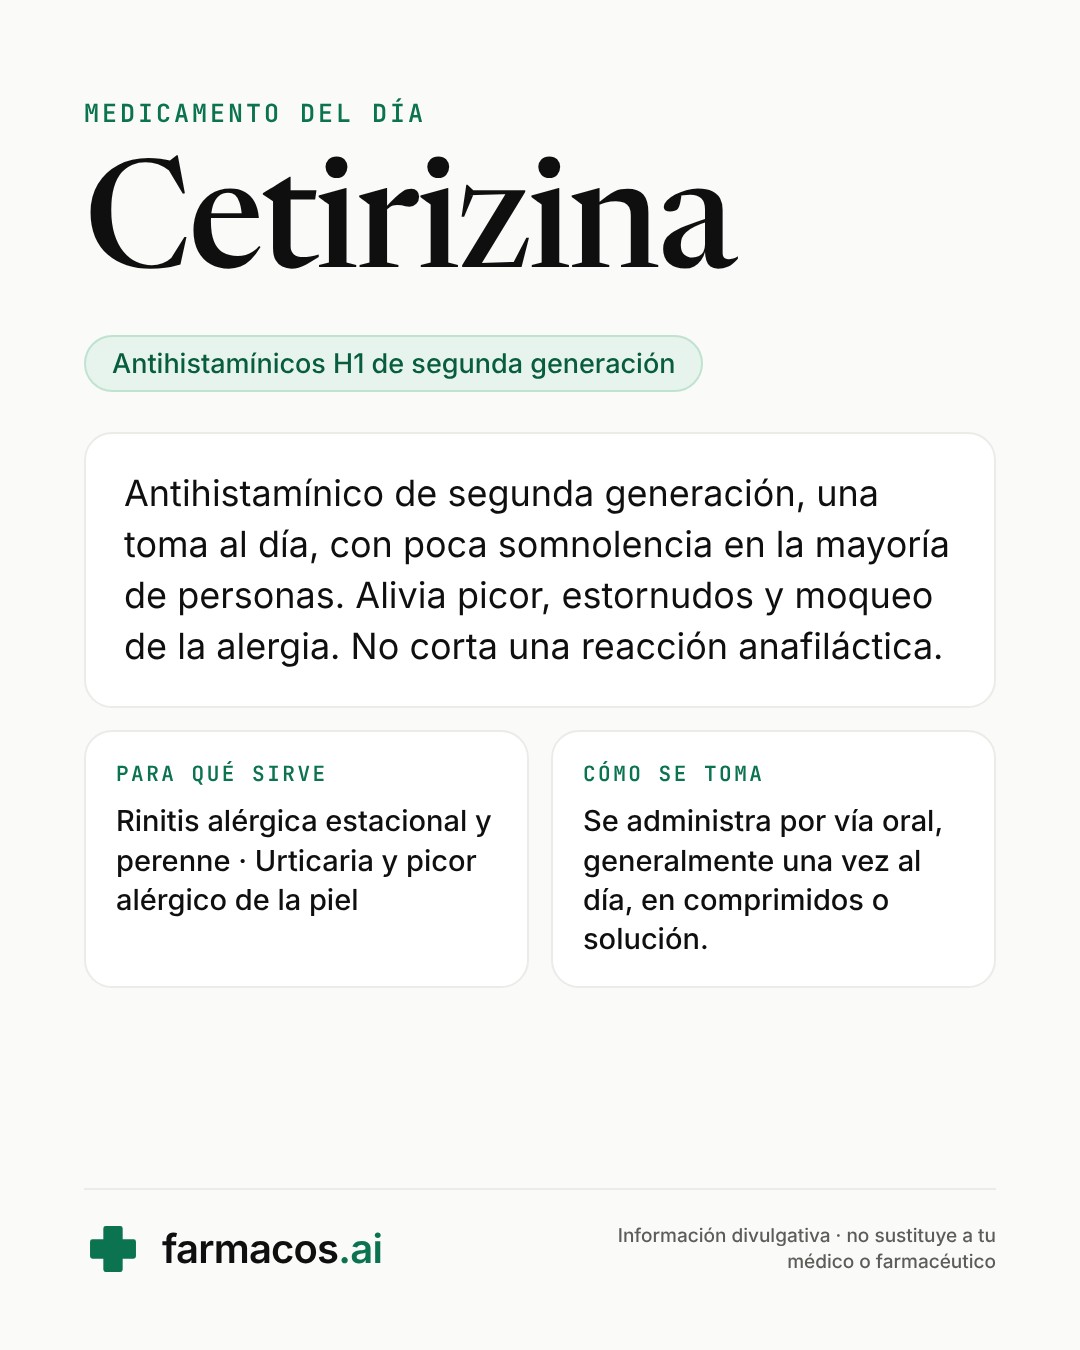 MEDICAMENTO DEL DÍA
Cetirizina
Antihistamínicos H1 de segunda generación
Antihistamínico de segunda generación, una
toma al día, con poca somnolencia en la mayoría
de personas. Alivia picor, estornudos y moqueo
de la alergia. No corta una reacción anafiláctica.
PARA QUÉ SIRVE
Rinitis alérgica estacional y
perenne · Urticaria y picor
alérgico de la piel
CÓMO SE TOMA
Se administra por vía oral,
generalmente una vez al
día, en comprimidos o
solución.
farmacos.ai
Información divulgativa · no sustituye a tu
médico o farmacéutico